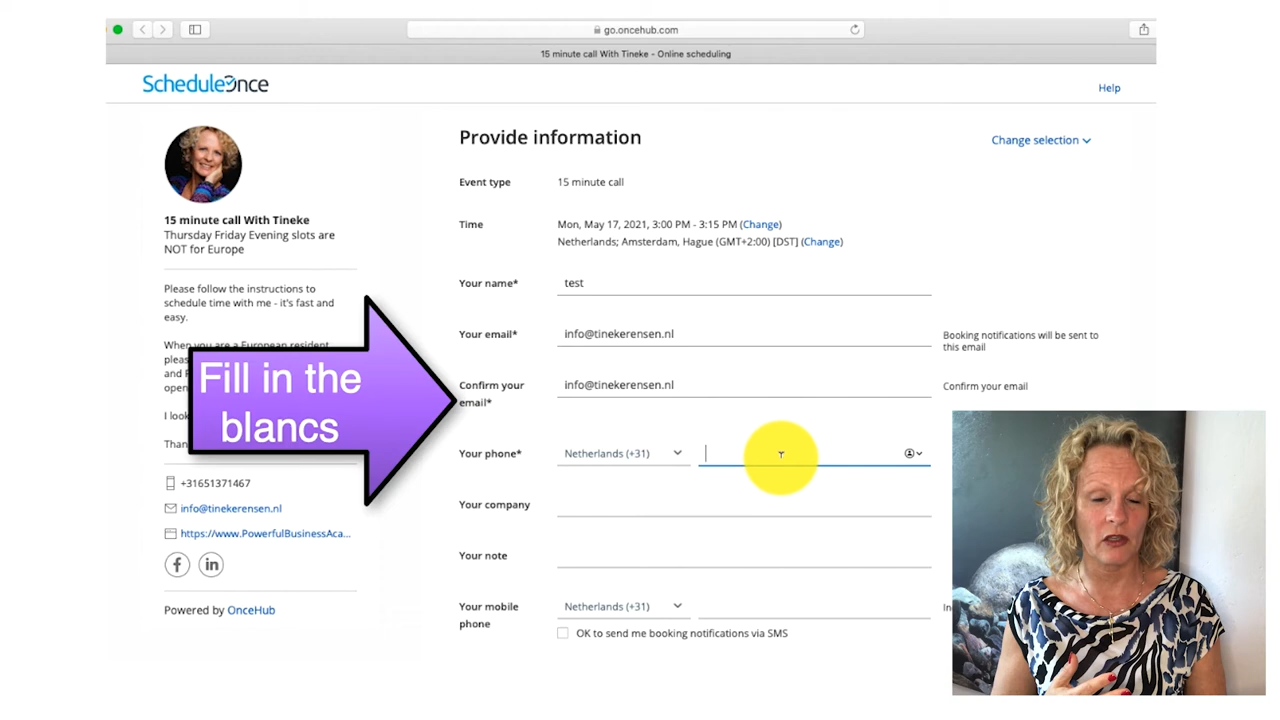 go.oncehub.com
15 minute call With Tineke - Online scheduling
ScheduleOnce
Help
15 minute call With Tineke
Thursday Friday Evening slots are
NOT for Europe
Please follow the instructions to
schedule time with me - it's fast and
easy.
When you are a European resident
Fill in the
blancs
+31651371467
info@tinekerensen.nl
https://www.PowerfulBusinessAca...
Powered by OnceHub
Provide information
Change selection
Event type 15 minute call
Time Mon, May 17, 2021, 3:00 PM - 3:15 PM (Change)
Netherlands; Amsterdam, Hague (GMT+2:00) [DST] (Change)
Your name* test
Your email* info@tinekerensen.nl
Booking notifications will be sent to
this email
Confirm your
email*
info@tinekerensen.nl
Confirm your email
Your phone* Netherlands (+31)
Your company
Your note
Your mobile
phone
Netherlands (+31)
OK to send me booking notifications via SMS